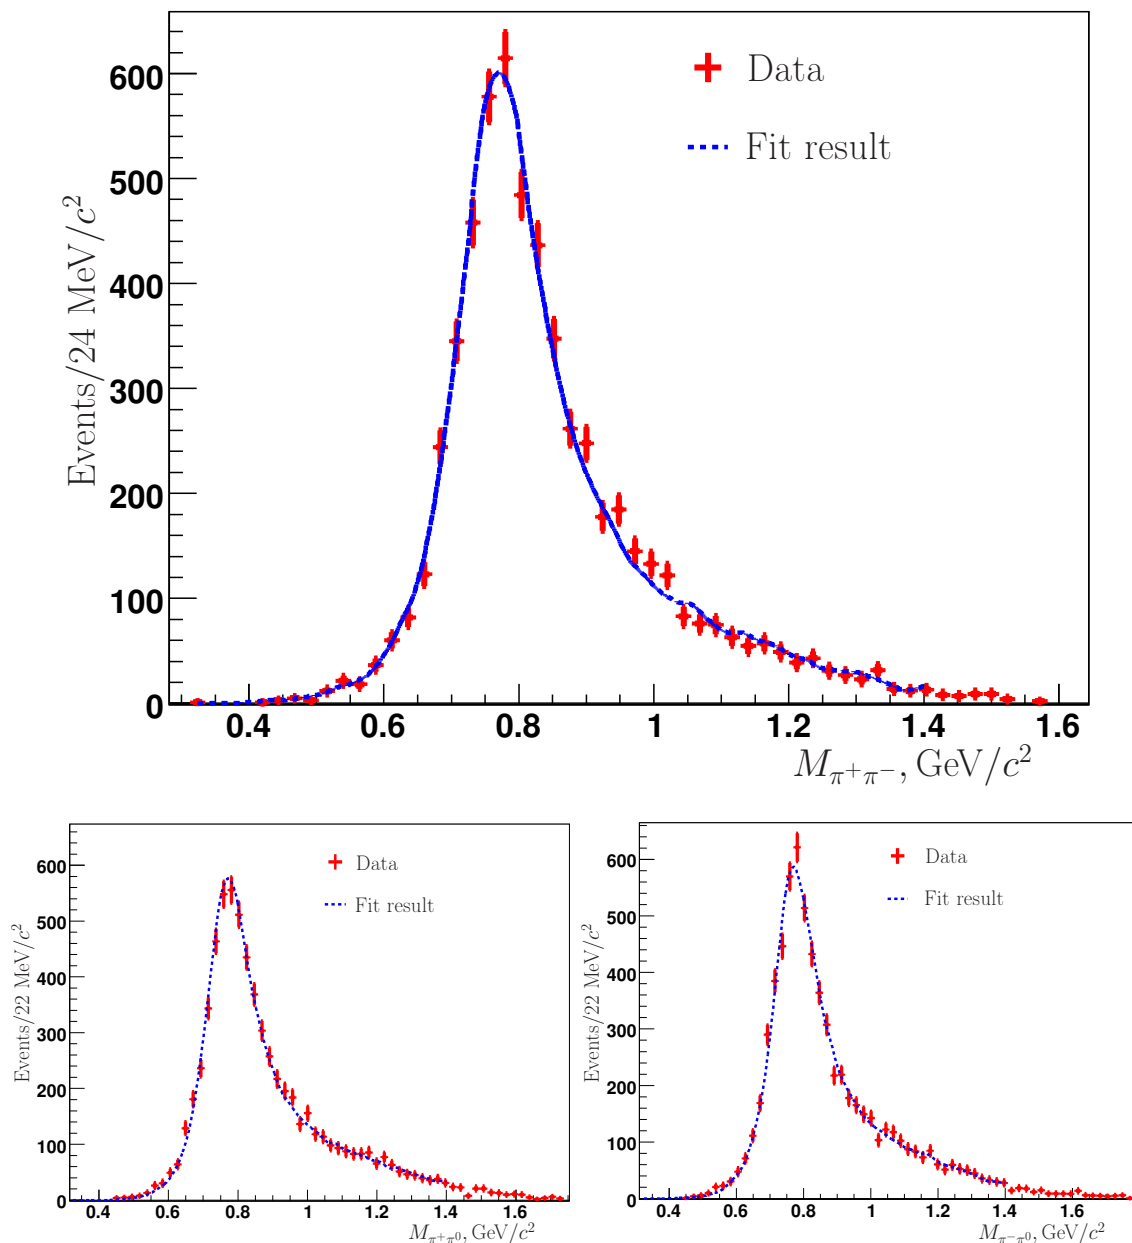 Data
Fit result
Events/24 MeV/c²
600
500
400
300
200
100
0
0.4 0.6 0.8 1 1.2 1.4 1.6
M_{π⁺π⁻}, GeV/c²
Data
Fit result
Events/22 MeV/c²
600
500
400
300
200
100
0
0.4 0.6 0.8 1 1.2 1.4 1.6
M_{π⁺π⁰}, GeV/c²
Data
Fit result
Events/22 MeV/c²
600
500
400
300
200
100
0
0.4 0.6 0.8 1 1.2 1.4 1.6
M_{π⁻π⁰}, GeV/c²